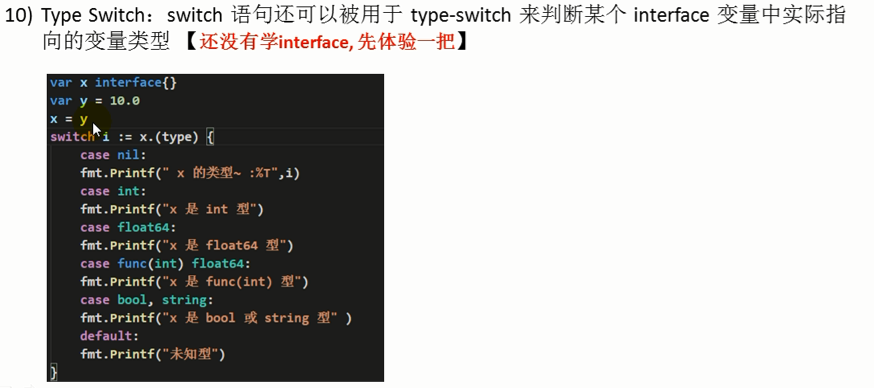 10) Type Switch：switch 语句还可以被用于 type-switch 来判断某个 interface 变量中实际指
向的变量类型 【还没有学interface, 先体验一把】
var x interface{}
var y = 10.0
x = y
switch i := x.(type) {
case nil:
fmt.Printf(" x 的类型~ :%T",i)
case int:
fmt.Printf("x 是 int 型")
case float64:
fmt.Printf("x 是 float64 型")
case func(int) float64:
fmt.Printf("x 是 func(int) 型")
case bool, string:
fmt.Printf("x 是 bool 或 string 型" )
default:
fmt.Printf("未知型")
}